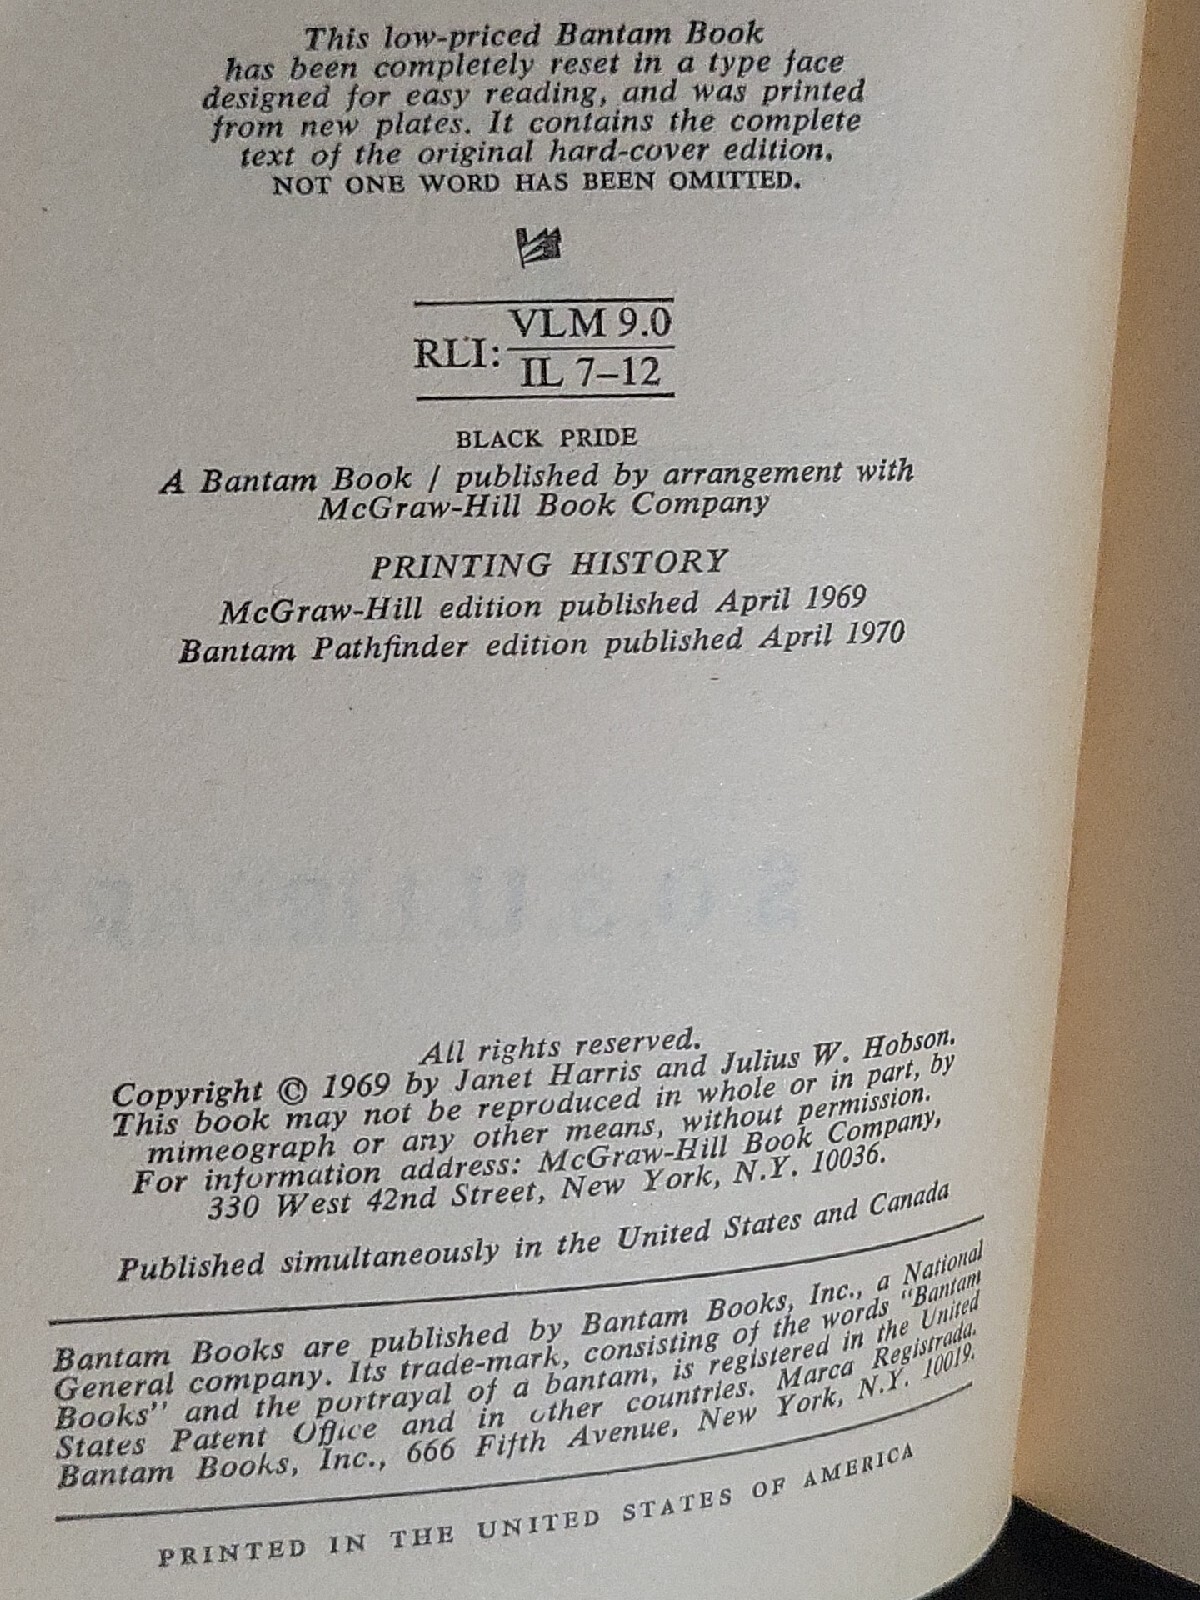 This low-priced Bantam Book
has been completely reset in a type face
designed for easy reading, and was printed
from new plates. It contains the complete
text of the original hard-cover edition.
NOT ONE WORD HAS BEEN OMITTED.
RLI: VLM 9.0
IL 7–12
BLACK PRIDE
A Bantam Book / published by arrangement with
McGraw-Hill Book Company
PRINTING HISTORY
McGraw-Hill edition published April 1969
Bantam Pathfinder edition published April 1970
All rights reserved.
Copyright © 1969 by Janet Harris and Julius W. Hobson.
This book may not be reproduced in whole or in part, by
mimeograph or any other means, without permission.
For information address: McGraw-Hill Book Company,
330 West 42nd Street, New York, N.Y. 10036.
Published simultaneously in the United States and Canada
Bantam Books are published by Bantam Books, Inc., a National
General company. Its trade-mark, consisting of the words "Bantam
Books" and the portrayal of a bantam, is registered in the United
States Patent Office and in other countries. Marca Registrada.
Bantam Books, Inc., 666 Fifth Avenue, New York, N.Y. 10019.
PRINTED IN THE UNITED STATES OF AMERICA